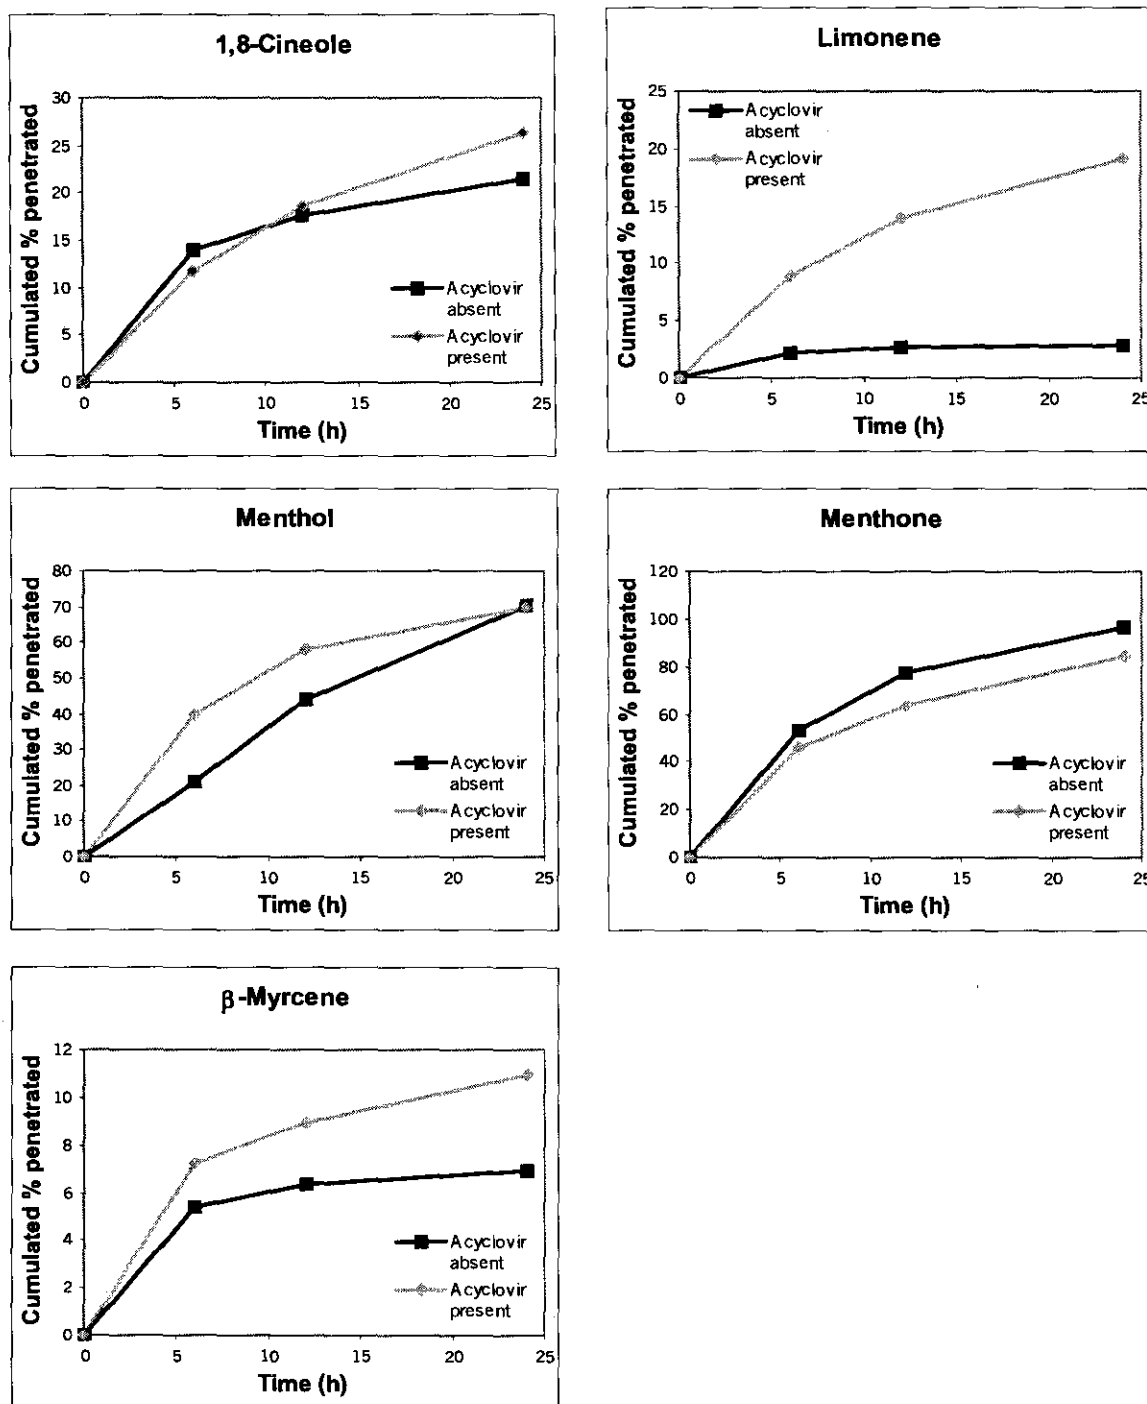 1,8-Cineole
Cumulated % penetrated
30
25
20
15
10
5
0
0 5 10 15 20 25
Time (h)
Acyclovir
absent
Acyclovir
present
Limonene
Cumulated % penetrated
25
20
15
10
5
0
0 5 10 15 20 25
Time (h)
Acyclovir
absent
Acyclovir
present
Menthol
Cumulated % penetrated
80
70
60
50
40
30
20
10
0
0 5 10 15 20 25
Time (h)
Acyclovir
absent
Acyclovir
present
Menthone
Cumulated % penetrated
120
100
80
60
40
20
0
0 5 10 15 20 25
Time (h)
Acyclovir
absent
Acyclovir
present
β-Myrcene
Cumulated % penetrated
12
10
8
6
4
2
0
0 5 10 15 20 25
Time (h)
Acyclovir
absent
Acyclovir
present